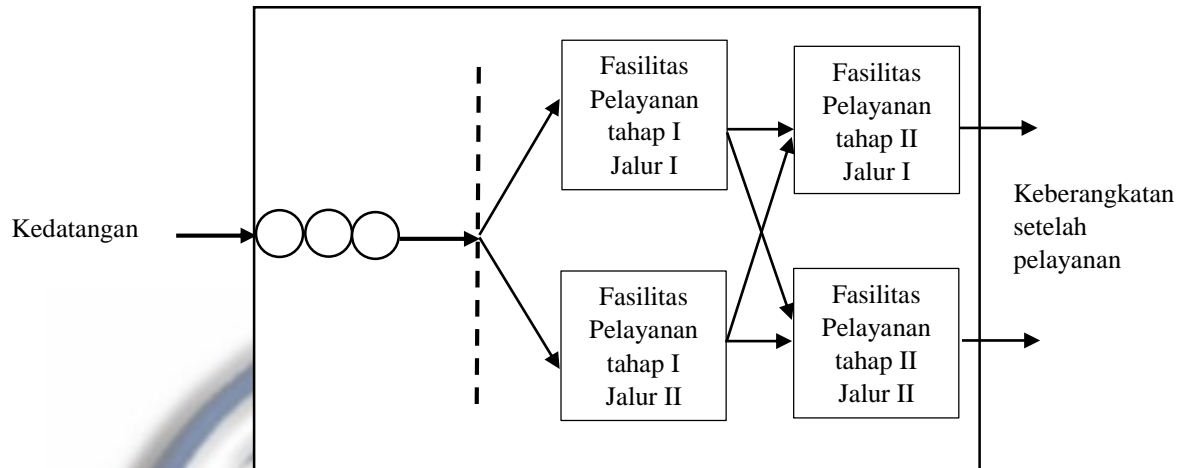 Kedatangan
Fasilitas
Pelayanan
tahap I
Jalur I
Fasilitas
Pelayanan
tahap II
Jalur I
Fasilitas
Pelayanan
tahap I
Jalur II
Fasilitas
Pelayanan
tahap II
Jalur II
Keberangkatan
setelah
pelayanan